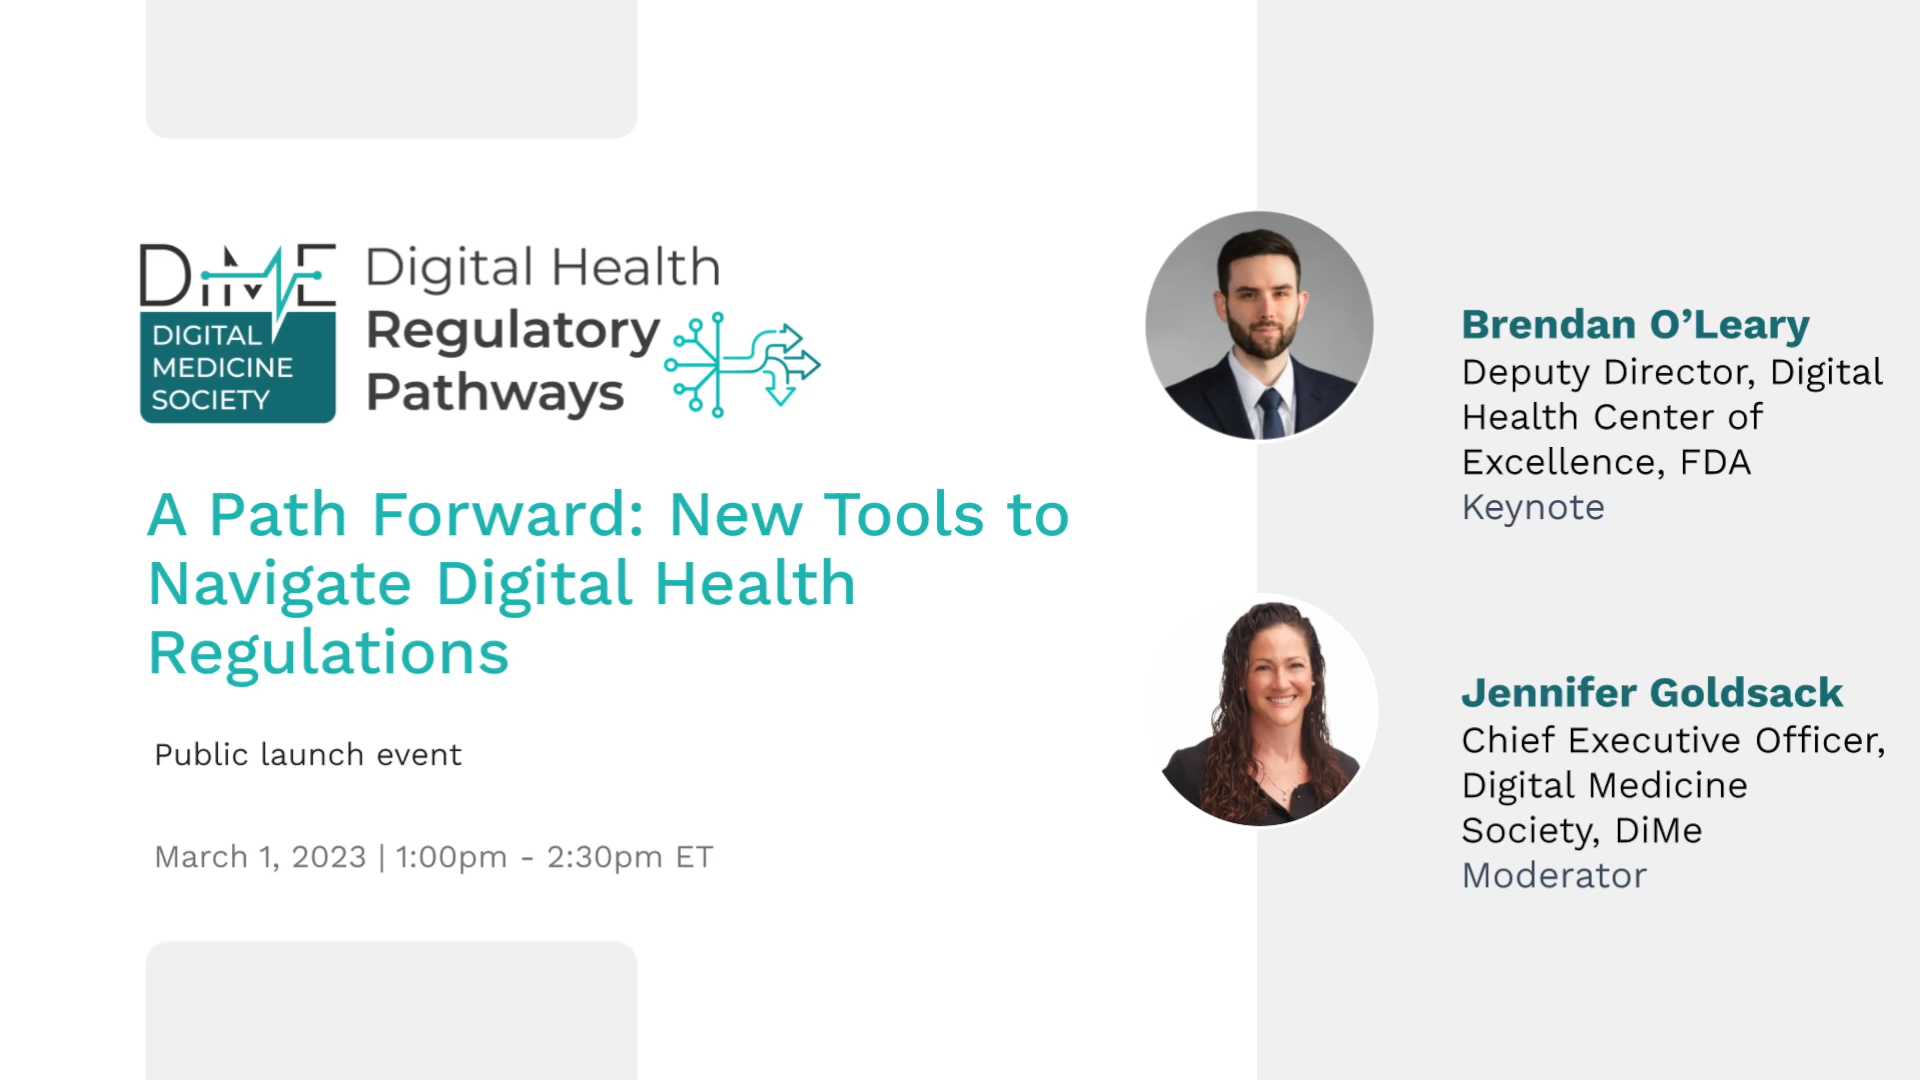 DiME
DIGITAL
MEDICINE
SOCIETY
Digital Health
Regulatory
Pathways
A Path Forward: New Tools to
Navigate Digital Health
Regulations
Public launch event
March 1, 2023 | 1:00pm - 2:30pm ET
Brendan O’Leary
Deputy Director, Digital
Health Center of
Excellence, FDA
Keynote
Jennifer Goldsack
Chief Executive Officer,
Digital Medicine
Society, DiMe
Moderator